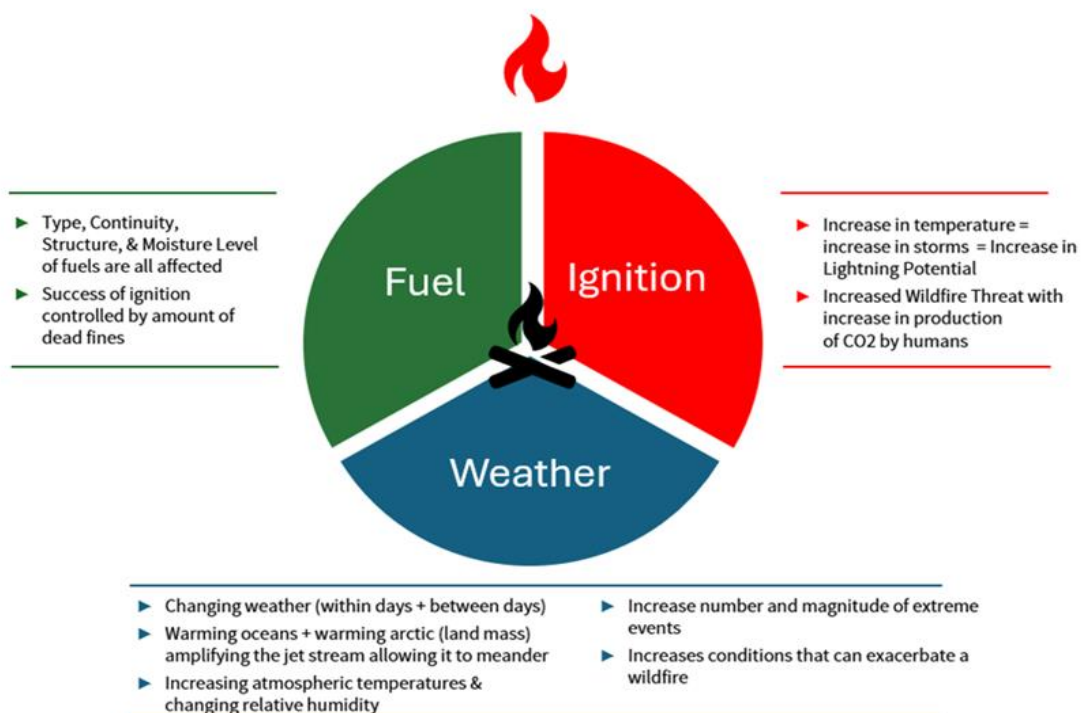 Fuel
Ignition
Weather
Type, Continuity,
Structure, & Moisture Level
of fuels are all affected
Success of ignition
controlled by amount of
dead fines
Increase in temperature =
increase in storms = Increase in
Lightning Potential
Increased Wildfire Threat with
increase in production
of CO2 by humans
Changing weather (within days + between days)
Warming oceans + warming arctic (land mass)
amplifying the jet stream allowing it to meander
Increasing atmospheric temperatures &
changing relative humidity
Increase number and magnitude of extreme
events
Increases conditions that can exacerbate a
wildfire